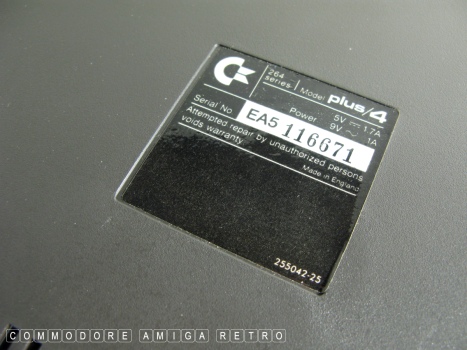 264 series Model plus/4
Power 5V ⎓ 1.7A
9V ~ 1A
Serial No EA5 116671
Attempted repair by unauthorized persons
voids warranty
Made in England
255042-25
COMMODORE AMIGA RETRO